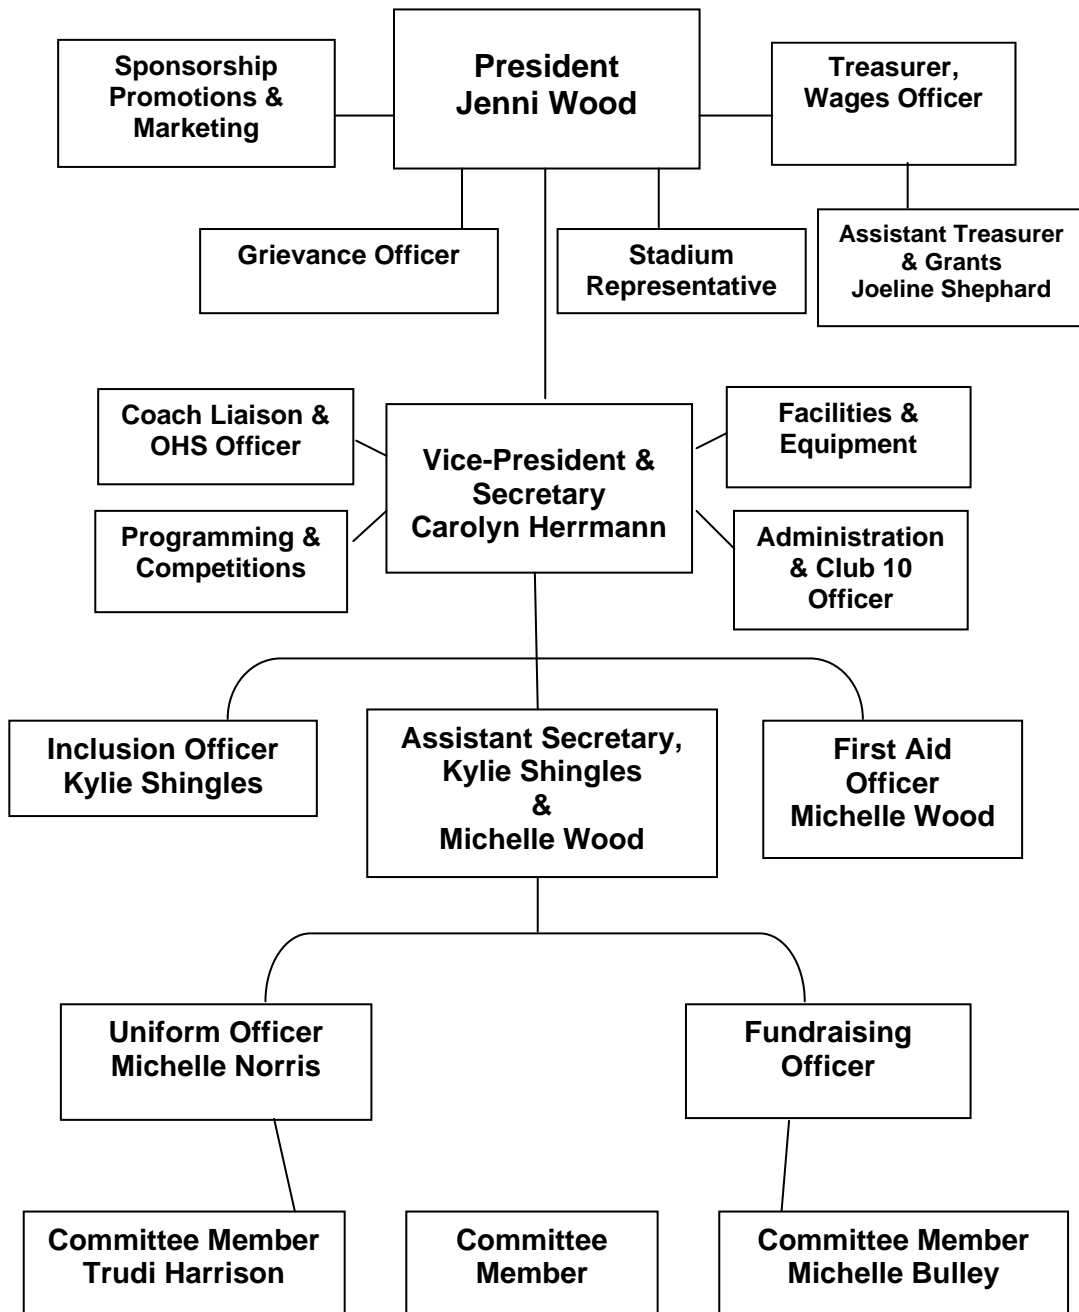 President
Jenni Wood
Sponsorship
Promotions &
Marketing
Treasurer,
Wages Officer
Grievance Officer
Stadium
Representative
Assistant Treasurer
& Grants
Joeline Shephard
Coach Liaison &
OHS Officer
Vice-President &
Secretary
Carolyn Herrmann
Facilities &
Equipment
Programming &
Competitions
Administration
& Club 10
Officer
Inclusion Officer
Kylie Shingles
Assistant Secretary,
Kylie Shingles
&
Michelle Wood
First Aid
Officer
Michelle Wood
Uniform Officer
Michelle Norris
Fundraising
Officer
Committee Member
Trudi Harrison
Committee
Member
Committee Member
Michelle Bulley